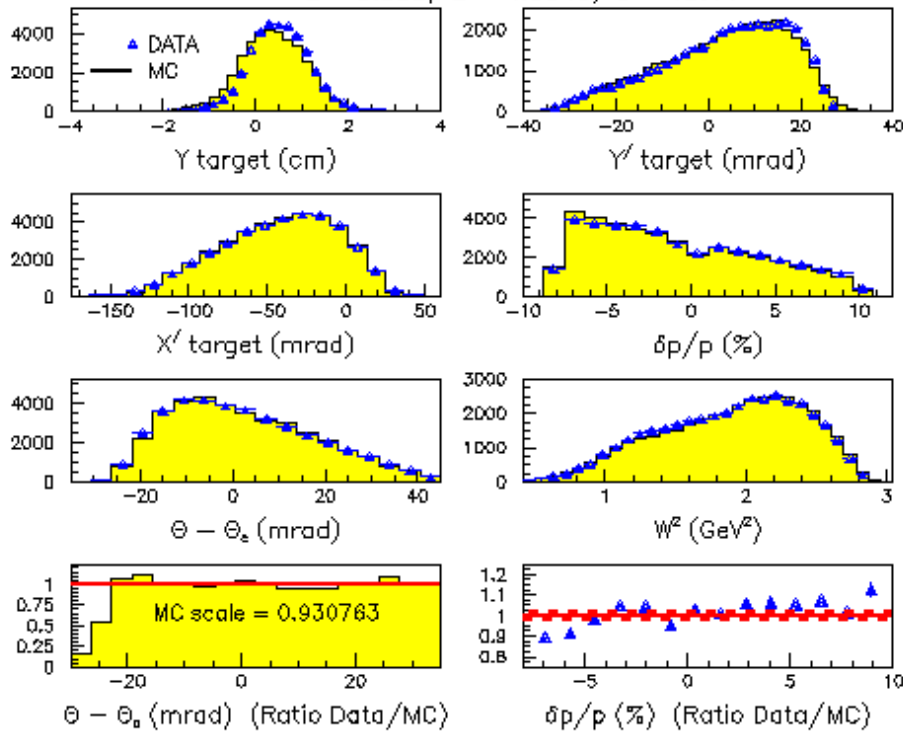 4000
2000
0
DATA
MC
−4 −2 0 2 4
Y target (cm)
2000
1000
0
−40 −20 0 20 40
Y′ target (mrad)
4000
2000
0
−150 −100 −50 0 50
X′ target (mrad)
4000
2000
0
−10 −5 0 5 10
δp/p (%)
4000
2000
0
−20 0 20 40
Θ − Θ (mrad)
3000
2000
1000
0
1 2 3
W² (GeV²)
1
0.75
0.5
0.25
0
MC scale = 0.930763
−20 0 20
Θ − Θ (mrad) (Ratio Data/MC)
1.2
1.1
1
0.9
0.8
−5 0 5 10
δp/p (%) (Ratio Data/MC)